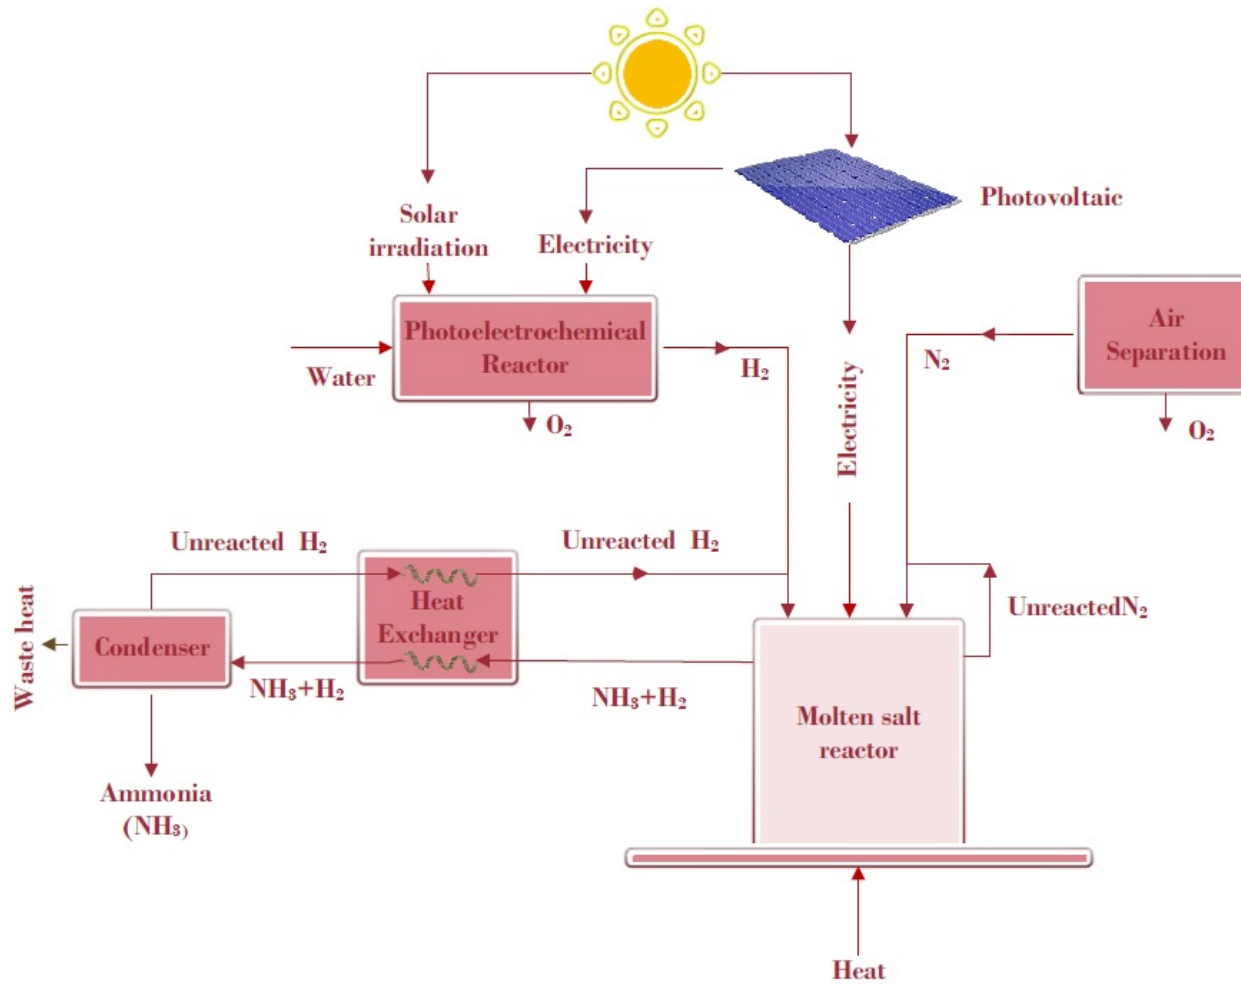 Photovoltaic
Solar
irradiation
Electricity
Photoelectrochemical
Reactor
Water
H₂
O₂
Electricity
N₂
Air
Separation
O₂
Unreacted H₂
Unreacted H₂
Heat
Exchanger
Waste heat
Condenser
NH₃+H₂
NH₃+H₂
UnreactedN₂
Molten salt
reactor
Ammonia
(NH₃)
Heat